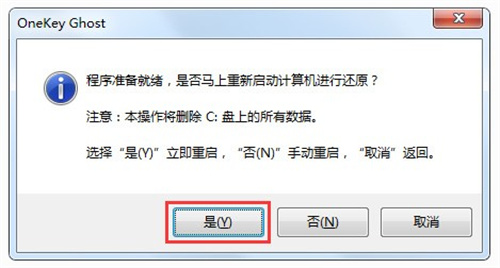 OneKey Ghost
程序准备就绪，是否马上重新启动计算机进行还原？
注意：本操作将删除 C: 盘上的所有数据。
选择“是(Y)”立即重启，“否(N)”手动重启，“取消”返回。
是(Y)
否(N)
取消